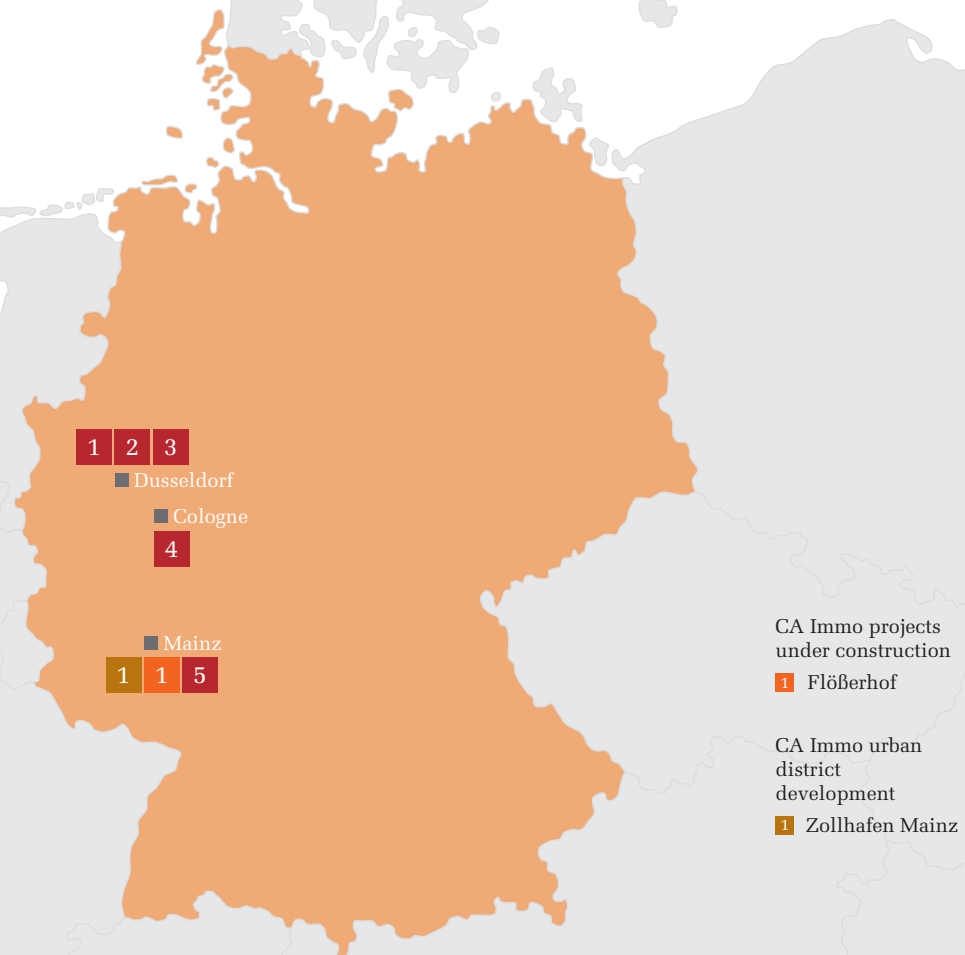 1 2 3
Dusseldorf
Cologne
4
Mainz
1 1 5
CA Immo projects
under construction
1 Flößerhof
CA Immo urban
district
development
1 Zollhafen Mainz